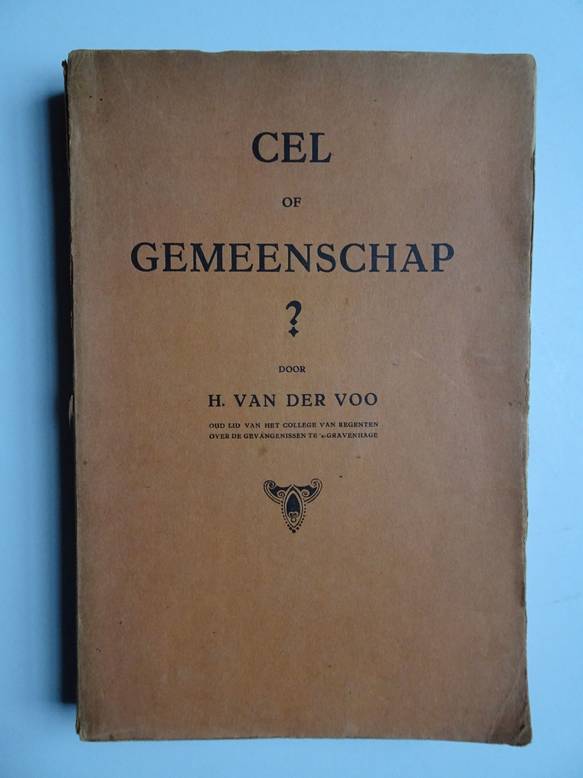 CEL
OF
GEMEENSCHAP
?
DOOR
H. VAN DER VOO
OUD LID VAN HET COLLEGE VAN REGENTEN
OVER DE GEVANGENISSEN TE 's-GRAVENHAGE